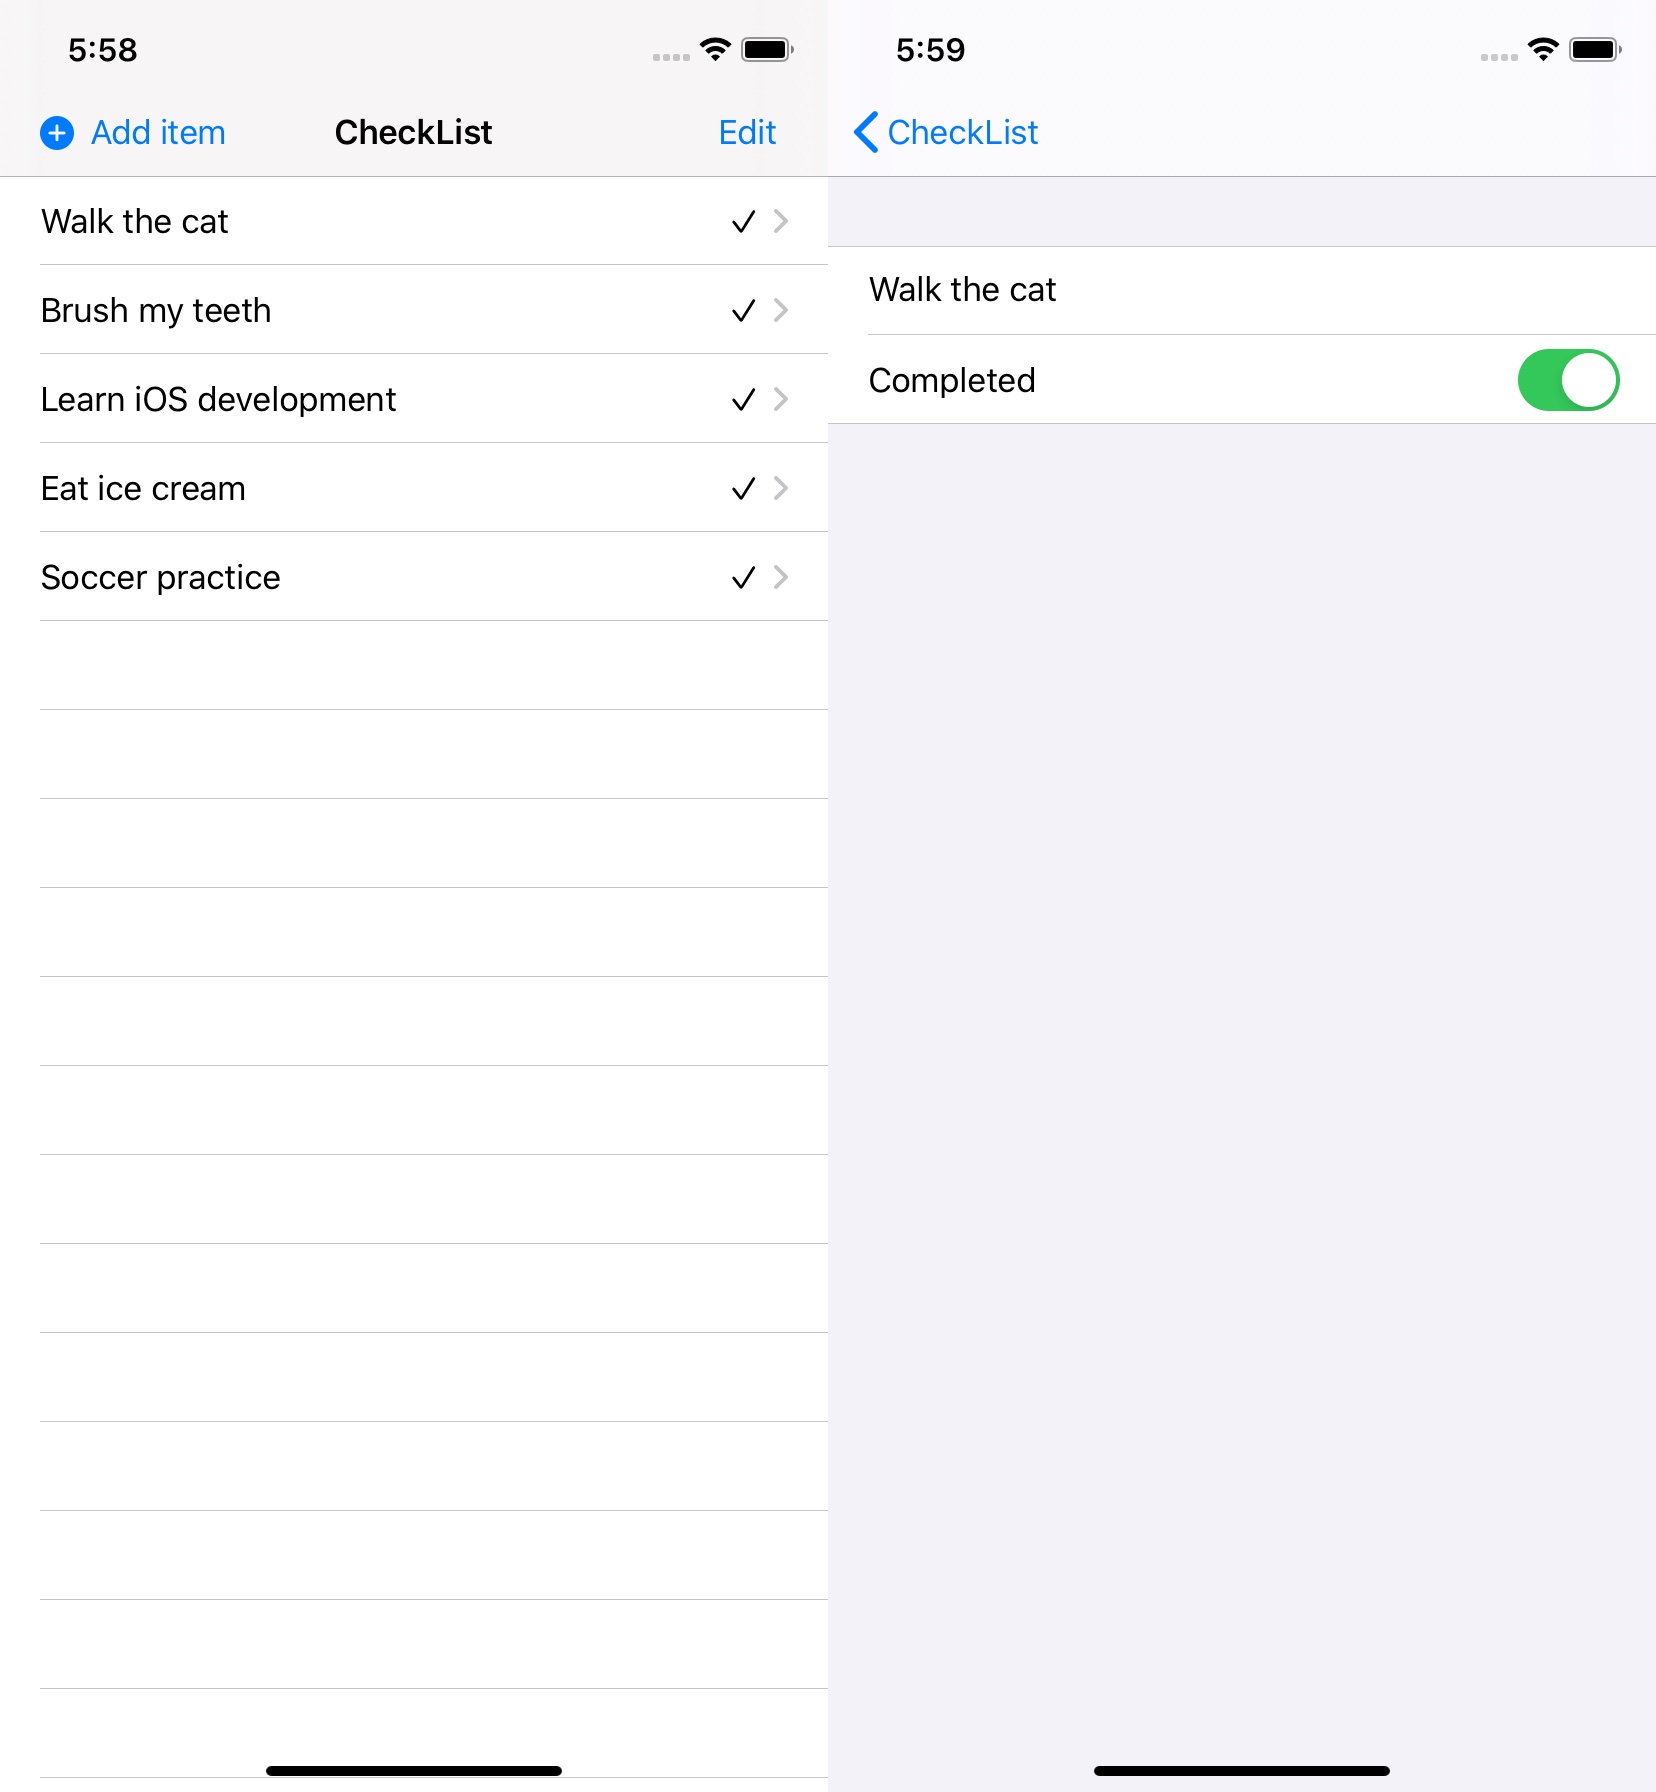 5:58
Add item CheckList Edit
Walk the cat
Brush my teeth
Learn iOS development
Eat ice cream
Soccer practice
5:59
CheckList
Walk the cat
Completed